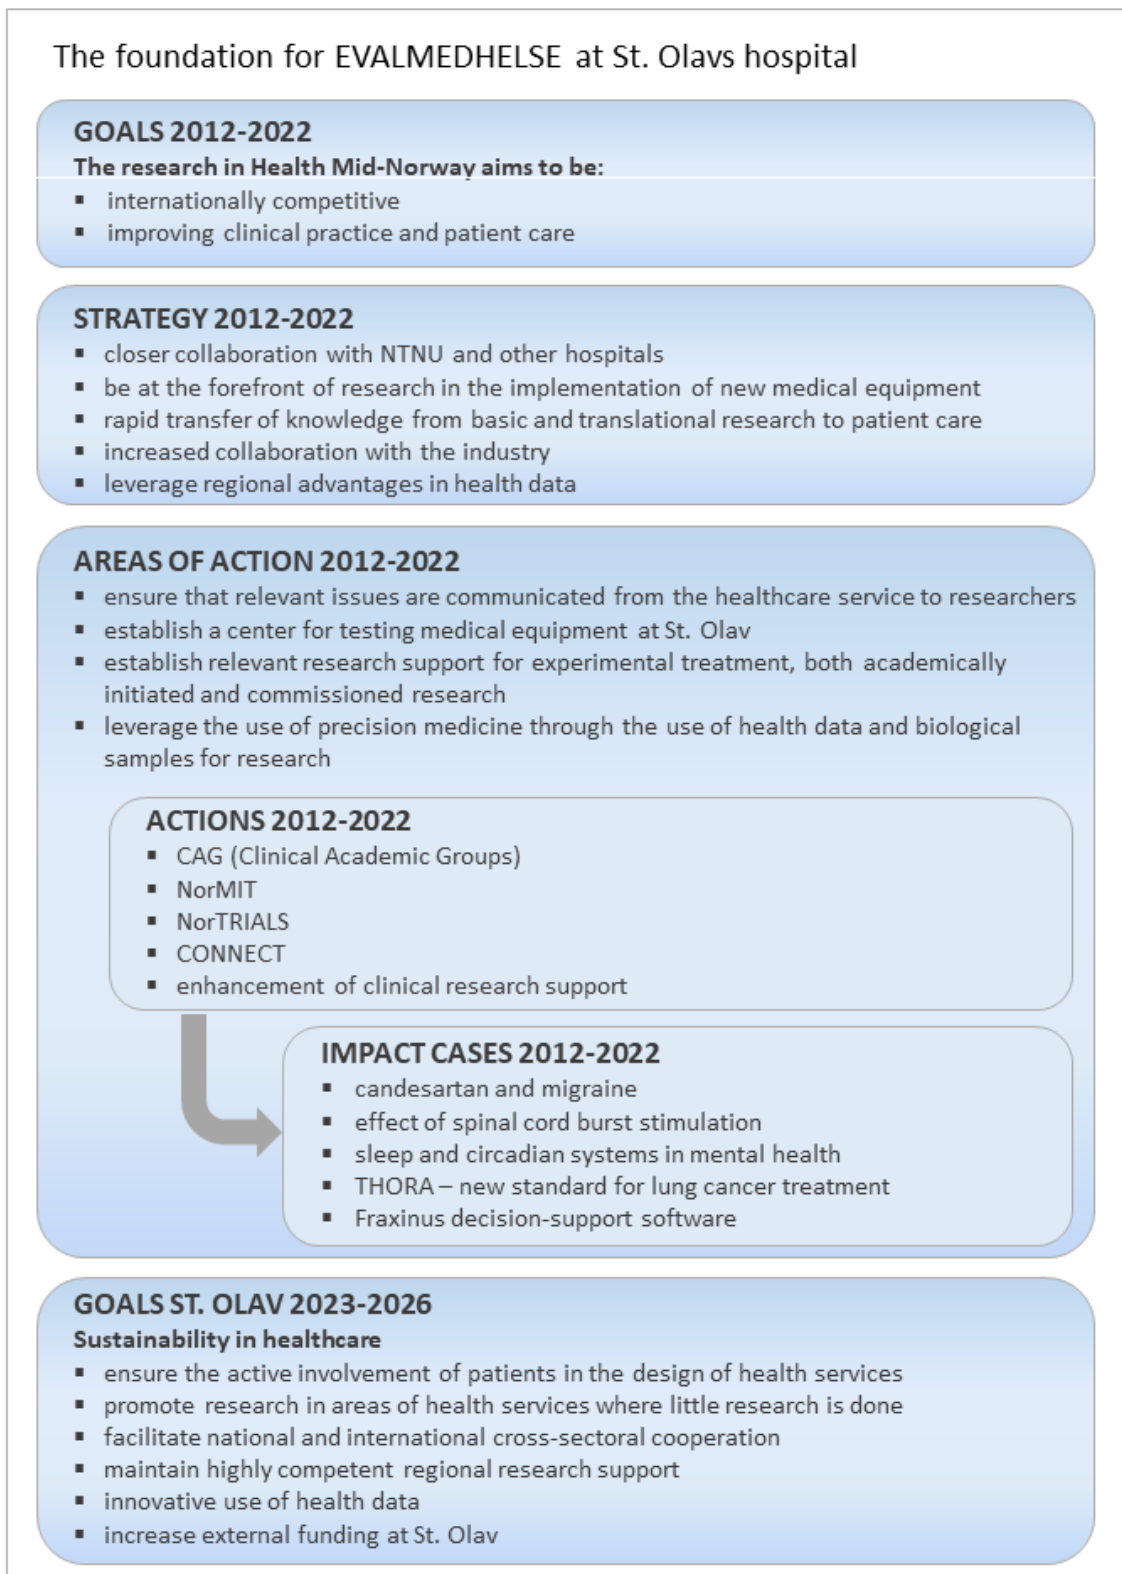 The foundation for EVALMEDHELSE at St. Olavs hospital
GOALS 2012-2022
The research in Health Mid-Norway aims to be:
▪ internationally competitive
▪ improving clinical practice and patient care
STRATEGY 2012-2022
▪ closer collaboration with NTNU and other hospitals
▪ be at the forefront of research in the implementation of new medical equipment
▪ rapid transfer of knowledge from basic and translational research to patient care
▪ increased collaboration with the industry
▪ leverage regional advantages in health data
AREAS OF ACTION 2012-2022
▪ ensure that relevant issues are communicated from the healthcare service to researchers
▪ establish a center for testing medical equipment at St. Olav
▪ establish relevant research support for experimental treatment, both academically
initiated and commissioned research
▪ leverage the use of precision medicine through the use of health data and biological
samples for research
ACTIONS 2012-2022
▪ CAG (Clinical Academic Groups)
▪ NorMIT
▪ NorTRIALS
▪ CONNECT
▪ enhancement of clinical research support
IMPACT CASES 2012-2022
▪ candesartan and migraine
▪ effect of spinal cord burst stimulation
▪ sleep and circadian systems in mental health
▪ THORA – new standard for lung cancer treatment
▪ Fraxinus decision-support software
GOALS ST. OLAV 2023-2026
Sustainability in healthcare
▪ ensure the active involvement of patients in the design of health services
▪ promote research in areas of health services where little research is done
▪ facilitate national and international cross-sectoral cooperation
▪ maintain highly competent regional research support
▪ innovative use of health data
▪ increase external funding at St. Olav